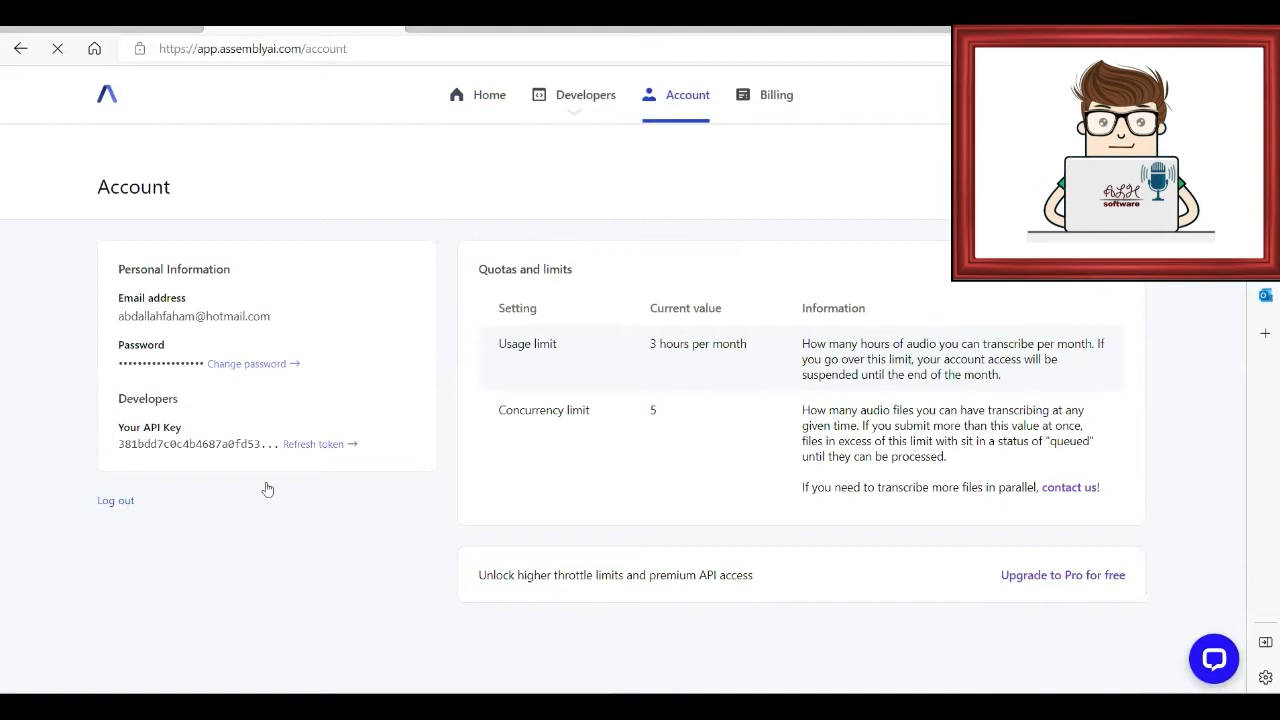 https://app.assemblyai.com/account
Home
Developers
Account
Billing
Account
ALH
software
Personal Information
Email address
abdallahfaham@hotmail.com
Password
••••••••••••••••• Change password →
Developers
Your API Key
381bdd7c0c4b4687a0fd53... Refresh token →
Log out
Quotas and limits
Setting Current value Information
Usage limit 3 hours per month How many hours of audio you can transcribe per month. If
you go over this limit, your account access will be
suspended until the end of the month.
Concurrency limit 5 How many audio files you can have transcribing at any
given time. If you submit more than this value at once,
files in excess of this limit with sit in a status of "queued"
until they can be processed.
If you need to transcribe more files in parallel, contact us!
Unlock higher throttle limits and premium API access Upgrade to Pro for free